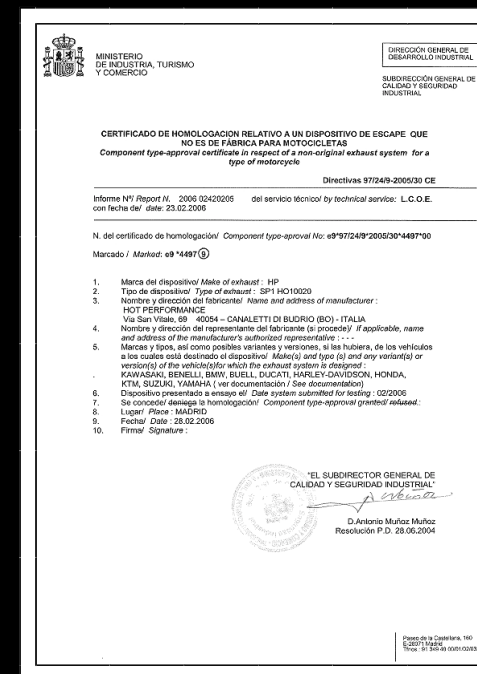 MINISTERIO
DE INDUSTRIA, TURISMO
Y COMERCIO
DIRECCIÓN GENERAL DE
DESARROLLO INDUSTRIAL
SUBDIRECCIÓN GENERAL DE
CALIDAD Y SEGURIDAD
INDUSTRIAL
CERTIFICADO DE HOMOLOGACION RELATIVO A UN DISPOSITIVO DE ESCAPE QUE
NO ES DE FÁBRICA PARA MOTOCICLETAS
Component type-approval certificate in respect of a non-original exhaust system for a
type of motorcycle
Directivas 97/24/9-2005/30 CE
Informe Nº/ Report N. 2006 02420205 del servicio técnico/ by technical service: L.C.O.E.
con fecha de/ date: 23.02.2006
N. del certificado de homologación/ Component type-aproval No: e9*97/24/9*2005/30*4497*00
Marcado / Marked: e9 *4497 9
1. Marca del dispositivo/ Make of exhaust : HP
2. Tipo de dispositivo/ Type of exhaust : SP1 HO10020
3. Nombre y dirección del fabricante/ Name and address of manufacturer :
HOT PERFORMANCE
Via San Vitale, 69 40054 – CANALETTI DI BUDRIO (BO) - ITALIA
4. Nombre y dirección del representante del fabricante (si procede)/ If applicable, name
and address of the manufacturer's authorized representative : - - -
5. Marcas y tipos, así como posibles variantes y versiones, si las hubiera, de los vehículos
a los cuales está destinado el dispositivo/ Make(s) and type (s) and any variant(s) or
version(s) of the vehicle(s)for which the exhaust system is designed :
. KAWASAKI, BENELLI, BMW, BUELL, DUCATI, HARLEY-DAVIDSON, HONDA,
KTM, SUZUKI, YAMAHA ( ver documentación / See documentation)
6. Dispositivo presentado a ensayo el/ Date system submitted for testing : 02/2006
7. Se concede/ deniega la homologación/ Component type-approval granted/ refused.:
8. Lugar/ Place : MADRID
9. Fecha/ Date : 28.02.2006
10. Firma/ Signature :
"EL SUBDIRECTOR GENERAL DE
CALIDAD Y SEGURIDAD INDUSTRIAL"
D.Antonio Muñoz Muñoz
Resolución P.D. 28.06.2004
Paseo de la Castellana, 160
E-28071 Madrid
Tfnos : 91 349 40 00/01/02/03